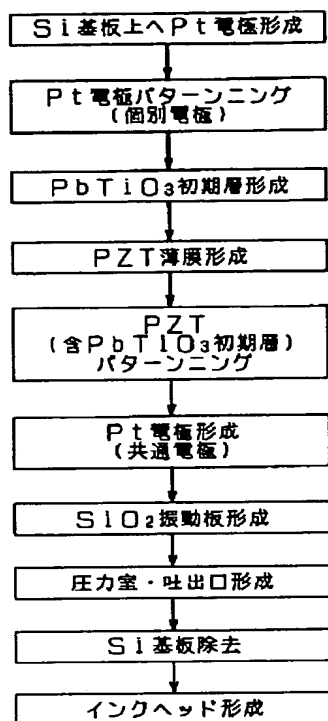 Si基板上へPt電極形成
Pt電極パターンニング
(個別電極)
PbTiO₃初期層形成
PZT薄膜形成
PZT
(含PbTiO₃初期層)
パターンニング
Pt電極形成
(共通電極)
SiO₂振動板形成
圧力室・吐出口形成
Si基板除去
インクヘッド形成